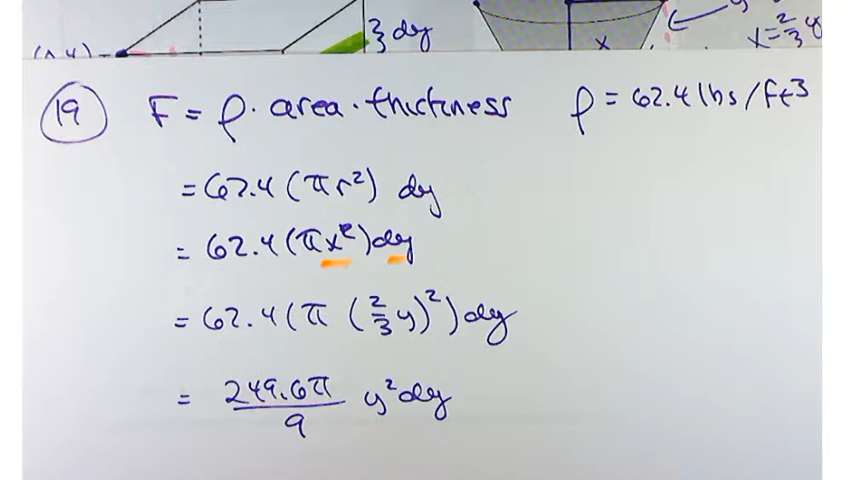 dy
x
x=2/3 y
19 F = ρ · area · thickness ρ = 62.4 lbs/ft³
= 62.4 (πr²) dy
= 62.4 (πx²) dy
= 62.4 (π (2/3 y)²) dy
= 249.6π/9 y² dy